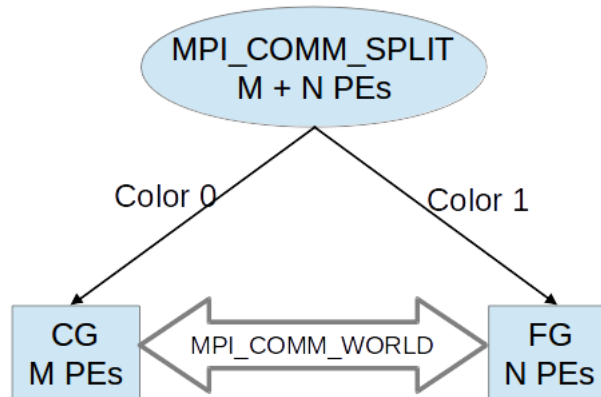 MPI_COMM_SPLIT
M + N PEs
Color 0
Color 1
CG
M PEs
MPI_COMM_WORLD
FG
N PEs